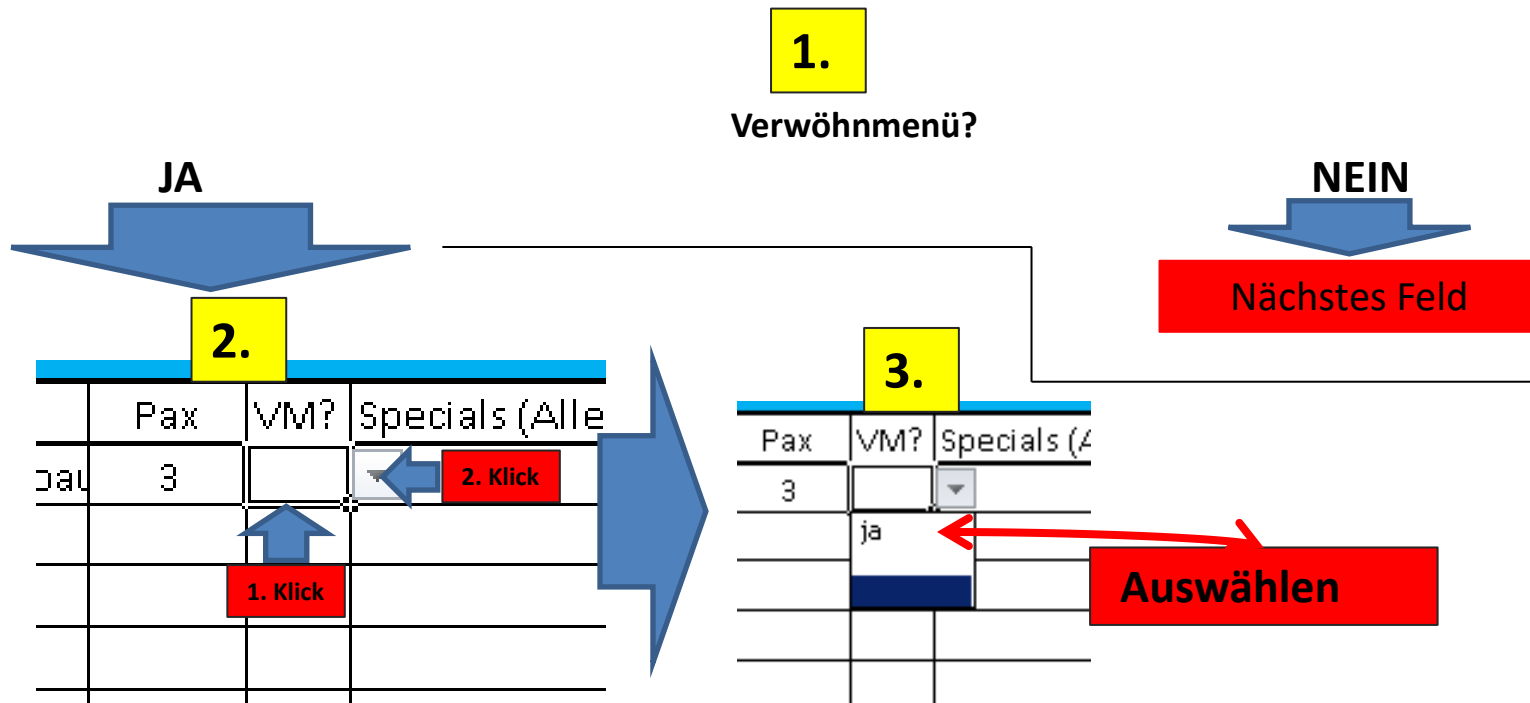 1.
Verwöhnmenü?
JA
NEIN
Nächstes Feld
2.
Pax VM? Specials (Alle
3
2. Klick
1. Klick
3.
Pax VM? Specials (A
3
ja
Auswählen